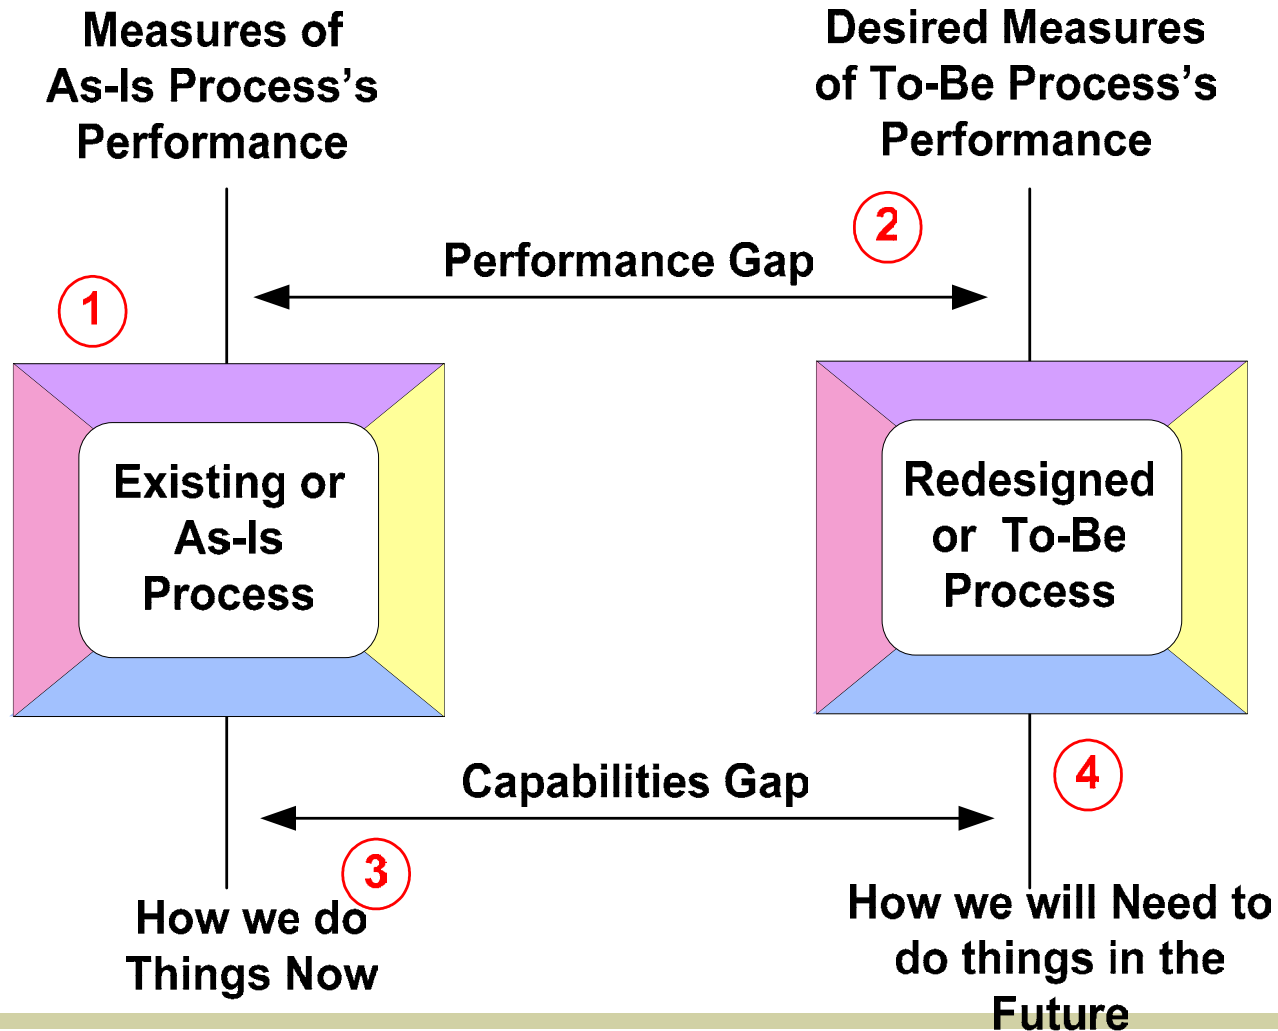 Measures of
As-Is Process’s
Performance
Desired Measures
of To-Be Process’s
Performance
2
Performance Gap
1
Existing or
As-Is
Process
Redesigned
or To-Be
Process
Capabilities Gap
4
3
How we do
Things Now
How we will Need to
do things in the
Future